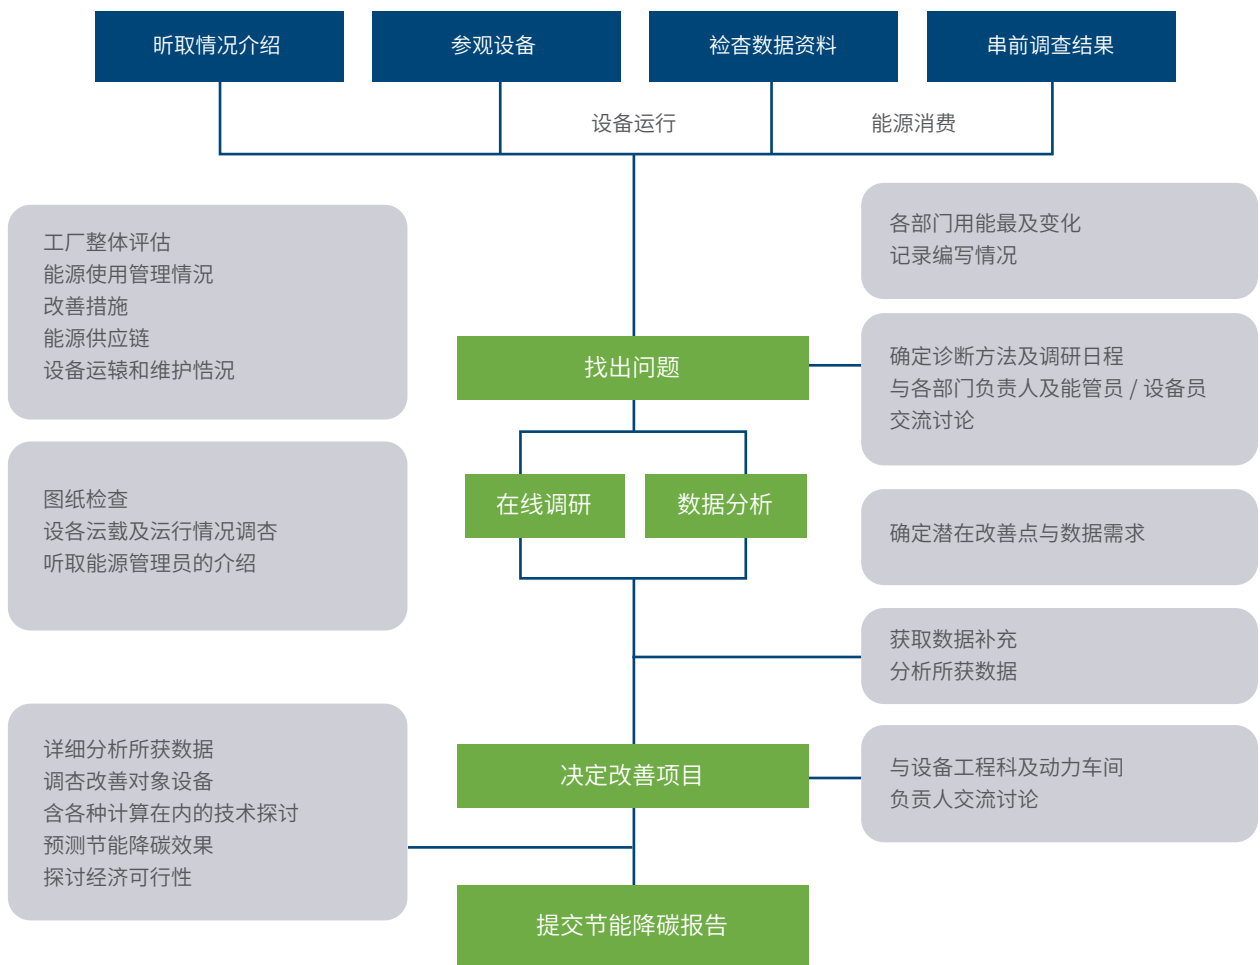 昕取情况介绍
参观设备
裣杳数据资料
串前调查结果
设备运行
能源消费
工厂整体评估
能源使用管理情況
改善措施
能源供应链
设备运辕和维护悎况
各部门用能最及变化
记录编写情况
找出问题
确定诊断方法及调研日程
与各部门负责人及能管员 / 设备员
交流讨论
图纸检查
设各沄载及运行情况调杏
听取能源管理员的介绍
在线调研
数据分析
确定潜在改善点与数据需求
获取数据补充
分析所获数据
详细分析所获数据
调杏改善对象设备
含各种计算在内的技术探讨
预测节能降碳效果
探讨经济可行性
决定改善项目
与设备工程科及动力车间
负贡人交流讨论
提交节能降碳报告